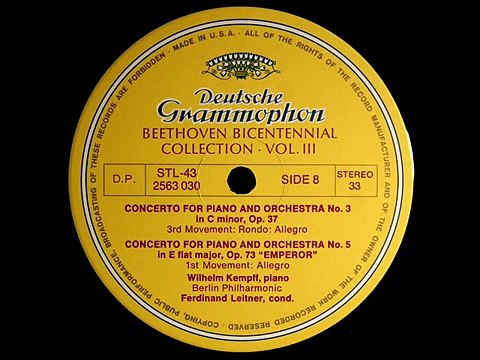 MADE IN U.S.A. · ALL OF THE RIGHTS OF THE RECORD MANUFACTURER AND OF THE OWNER OF THE WORK RECORDED RESERVED · COPYING, PUBLIC PERFORMANCE, BROADCASTING OF THESE RECORDS ARE FORBIDDEN ·
Deutsche
Grammophon
BEETHOVEN BICENTENNIAL
COLLECTION · VOL. III
D.P.
STL-43
2563 030
SIDE 8
STEREO
33
CONCERTO FOR PIANO AND ORCHESTRA No. 3
in C minor, Op. 37
3rd Movement: Rondo: Allegro
CONCERTO FOR PIANO AND ORCHESTRA No. 5
in E flat major, Op. 73 "EMPEROR"
1st Movement: Allegro
Wilhelm Kempff, piano
Berlin Philharmonic
Ferdinand Leitner, cond.